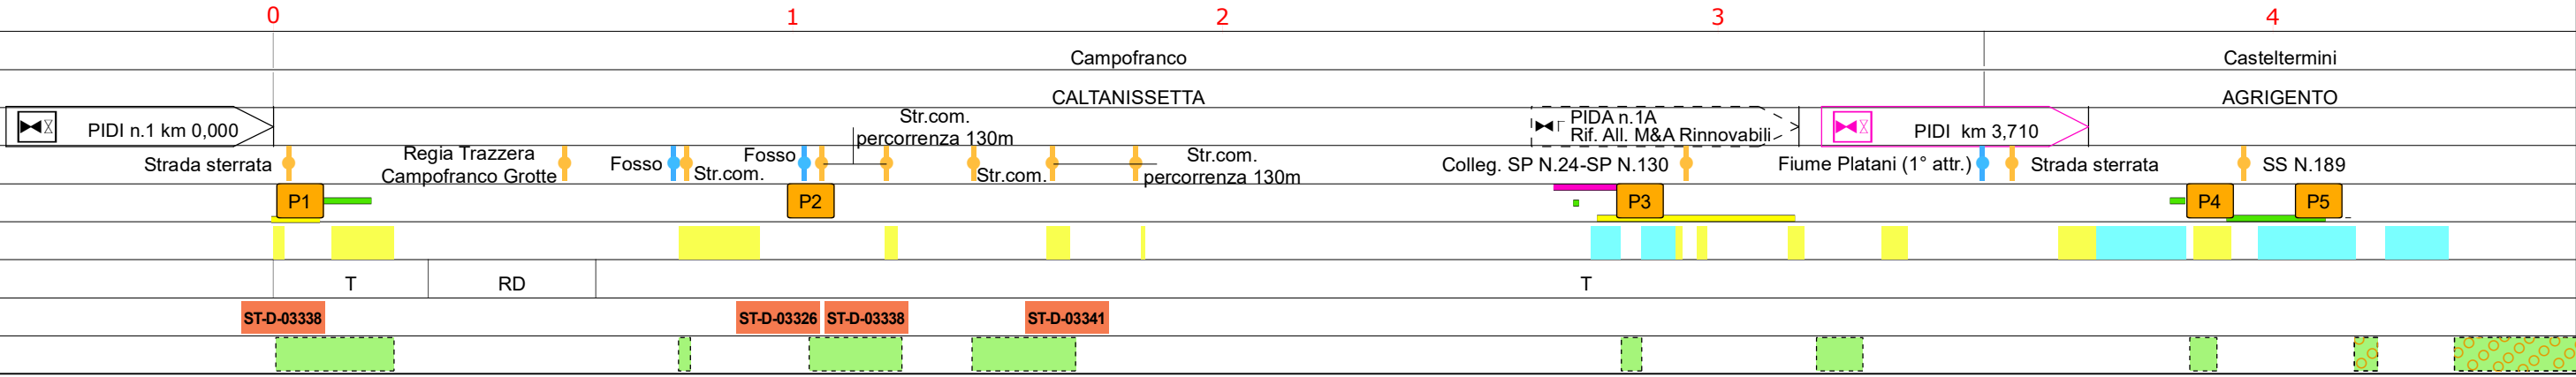 0 1 2 3 4
Campofranco Casteltermini
CALTANISSETTA AGRIGENTO
PIDI n.1 km 0,000
PIDA n.1A
Rif. All. M&A Rinnovabili
PIDI km 3,710
Strada sterrata
Regia Trazzera
Campofranco Grotte
Fosso
Str.com.
Fosso
Str.com.
percorrenza 130m
Str.com.
Str.com.
percorrenza 130m
Colleg. SP N.24-SP N.130
Fiume Platani (1° attr.)
Strada sterrata
SS N.189
P1 P2 P3 P4 P5
T RD T
ST-D-03338 ST-D-03326 ST-D-03338 ST-D-03341